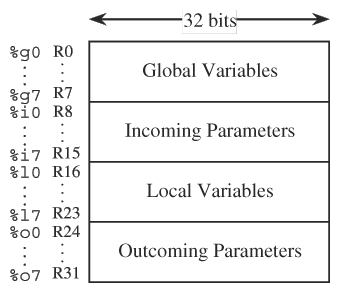 32 bits
%g0 R0
Global Variables
%g7 R7
%i0 R8
Incoming Parameters
%i7 R15
%l0 R16
Local Variables
%l7 R23
%o0 R24
Outcoming Parameters
%o7 R31